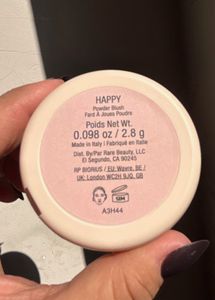 HAPPY
Powder Blush
Fard À Joues Poudre
Poids Net Wt.
0.098 oz / 2.8 g
Made in Italy I Fabriqué en Italie
Dist. By/Par Rare Beauty, LLC
El Segundo, CA 90245
RP BIORIUS / EU: Wavre, BE /
UK: London WC2H 9JQ, GB
12M
A3H44